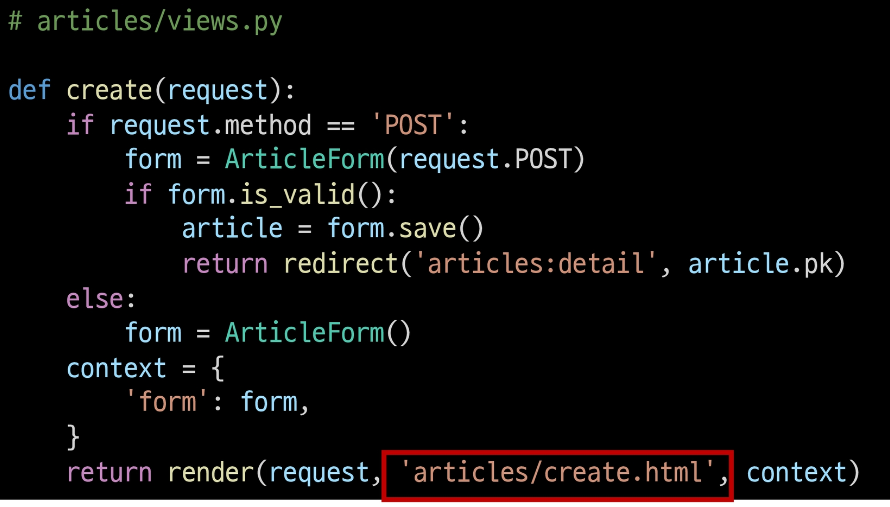 # articles/views.py

def create(request):
    if request.method == 'POST':
        form = ArticleForm(request.POST)
        if form.is_valid():
            article = form.save()
            return redirect('articles:detail', article.pk)
    else:
        form = ArticleForm()
    context = {
        'form': form,
    }
    return render(request, 'articles/create.html', context)